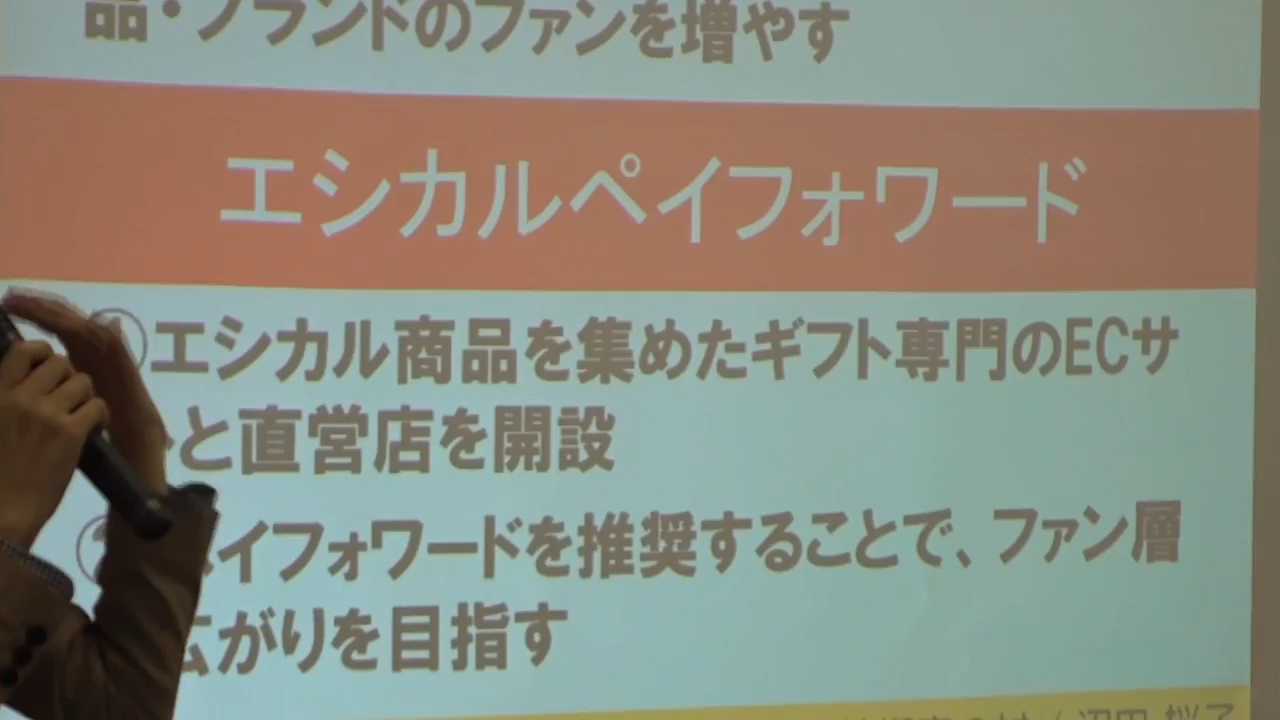 品・ブランドのファンを増やす
エシカルペイフォワード
①エシカル商品を集めたギフト専門のECサ
と直営店を開設
ペイフォワードを推奨することで、ファン層
広がりを目指す